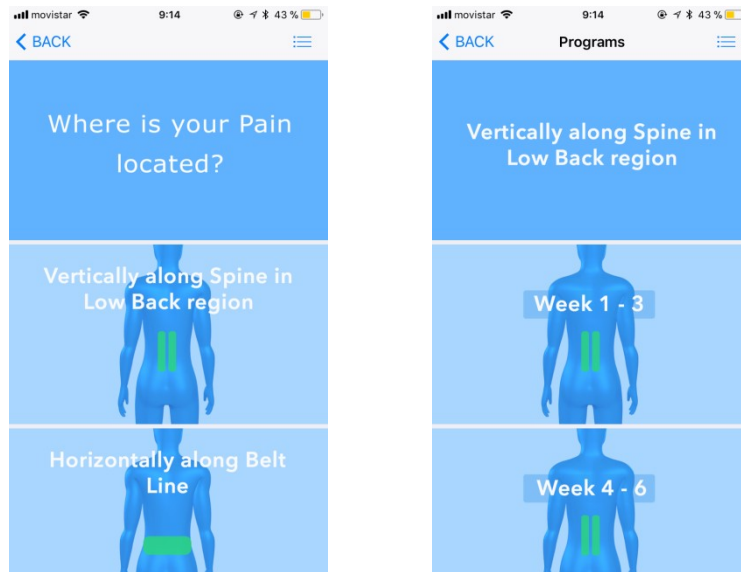 movistar 9:14 43 %
BACK
Where is your Pain
located?
Vertically along Spine in
Low Back region
Horizontally along Belt
Line
movistar 9:14 43 %
BACK Programs
Vertically along Spine in
Low Back region
Week 1 - 3
Week 4 - 6